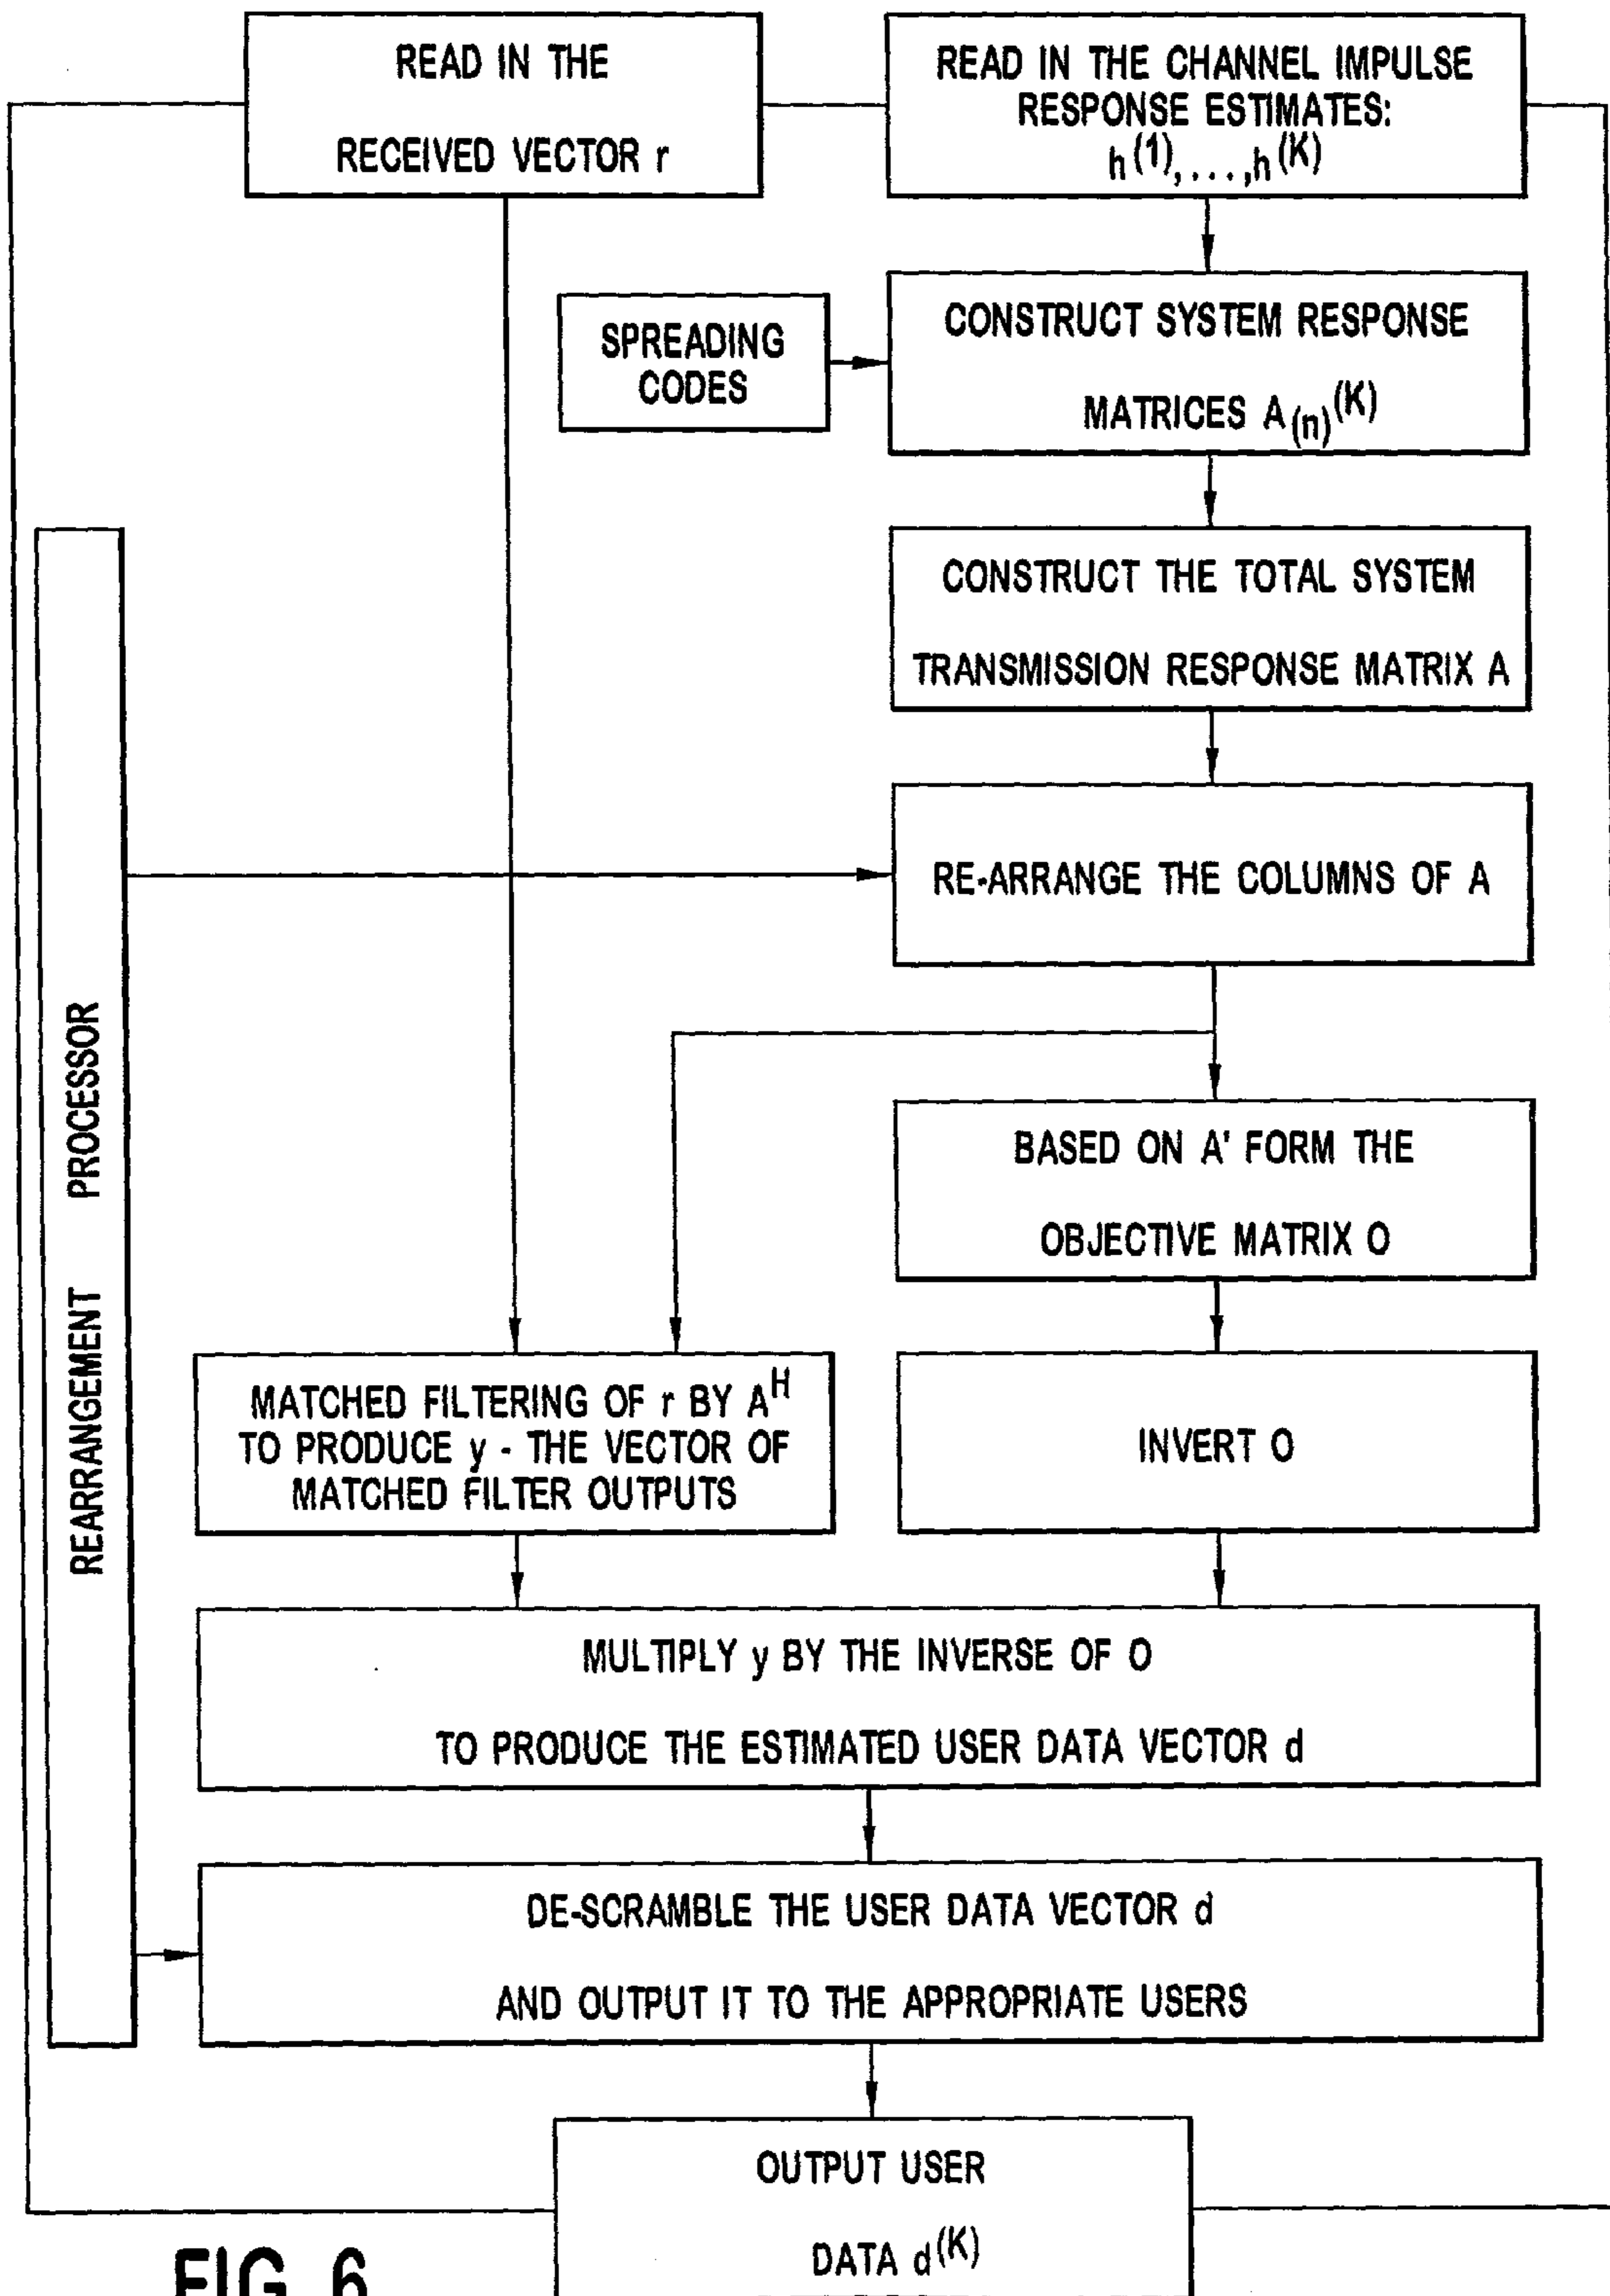 READ IN THE
RECEIVED VECTOR r
READ IN THE CHANNEL IMPULSE
RESPONSE ESTIMATES:
h(1),...,h(K)
SPREADING
CODES
CONSTRUCT SYSTEM RESPONSE
MATRICES A(n)(K)
CONSTRUCT THE TOTAL SYSTEM
TRANSMISSION RESPONSE MATRIX A
RE-ARRANGE THE COLUMNS OF A
REARRANGEMENT PROCESSOR
BASED ON A' FORM THE
OBJECTIVE MATRIX O
MATCHED FILTERING OF r BY AH
TO PRODUCE y - THE VECTOR OF
MATCHED FILTER OUTPUTS
INVERT O
MULTIPLY y BY THE INVERSE OF O
TO PRODUCE THE ESTIMATED USER DATA VECTOR d
DE-SCRAMBLE THE USER DATA VECTOR d
AND OUTPUT IT TO THE APPROPRIATE USERS
OUTPUT USER
DATA d(K)
FIG. 6